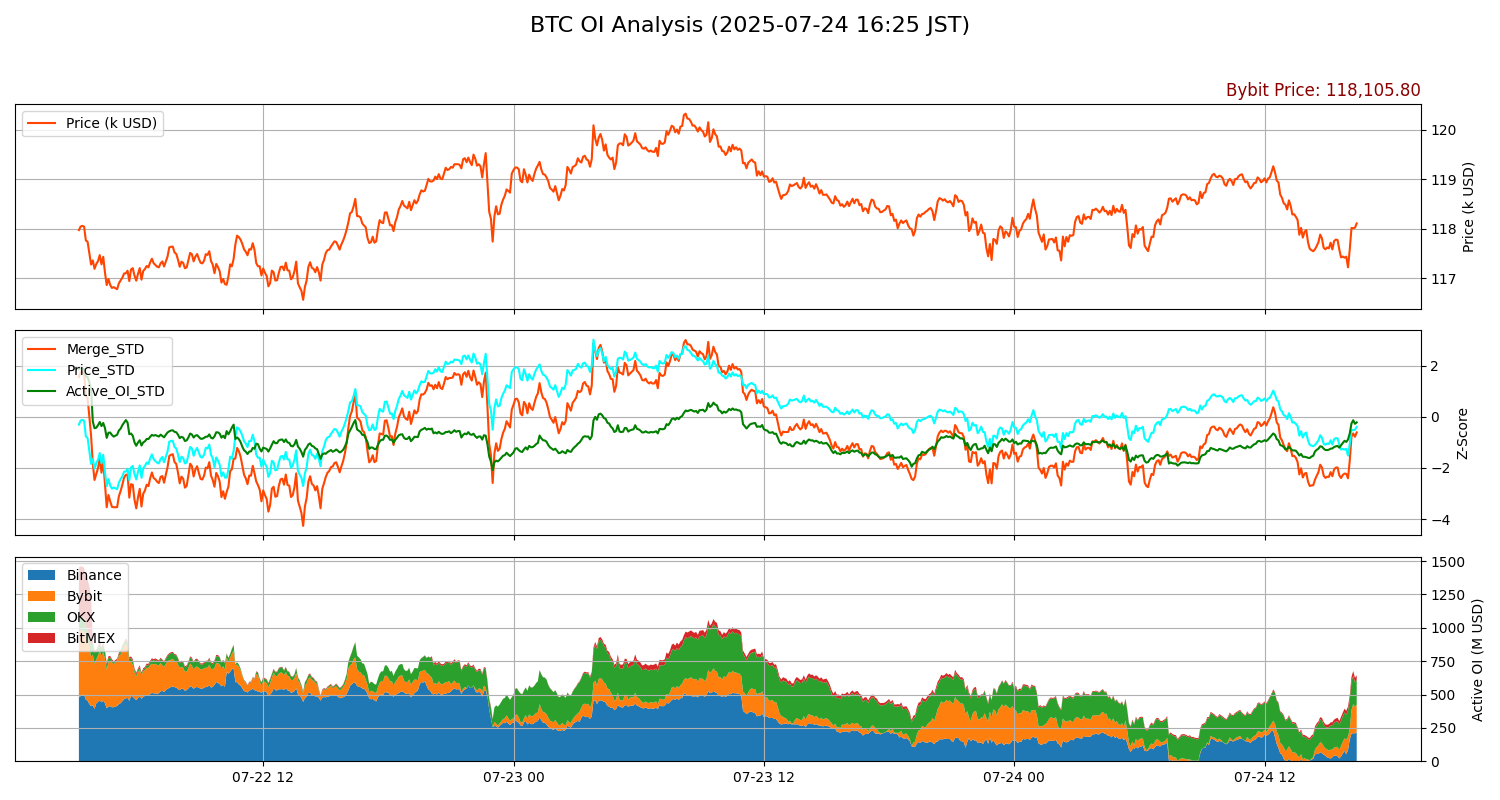 BTC OI Analysis (2025-07-24 16:25 JST)
Bybit Price: 118,105.80
Price (k USD)
120
119
118
117
Price (k USD)
Merge_STD
Price_STD
Active_OI_STD
2
0
−2
−4
Z-Score
Binance
Bybit
OKX
BitMEX
1500
1250
1000
750
500
250
0
Active OI (M USD)
07-22 12
07-23 00
07-23 12
07-24 00
07-24 12